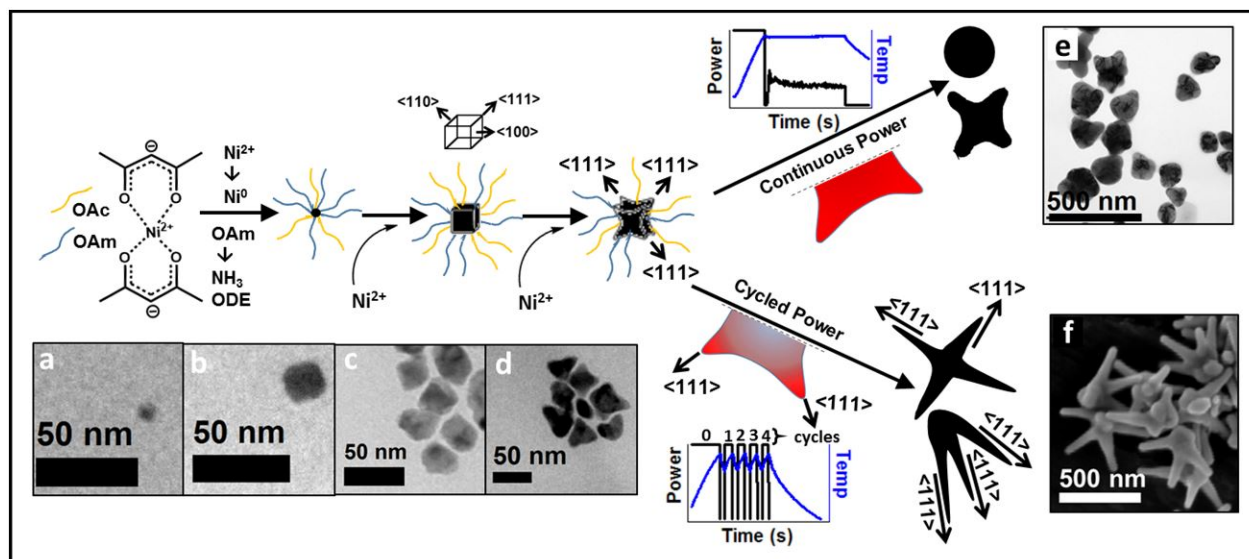 OAc
OAm
⊖
O
O
Ni²⁺
O
O
⊖
Ni²⁺
Ni⁰
OAm
NH₃
ODE
<110>
<111>
<100>
Ni²⁺
Ni²⁺
<111>
<111>
<111>
Power
Temp
Time (s)
Continuous Power
Cycled Power
<111>
<111>
0 1 2 3 4 }- cycles
Power
Temp
Time (s)
<111>
<111>
<111>
<111>
<111>
a
50 nm
b
50 nm
c
50 nm
d
50 nm
e
500 nm
f
500 nm